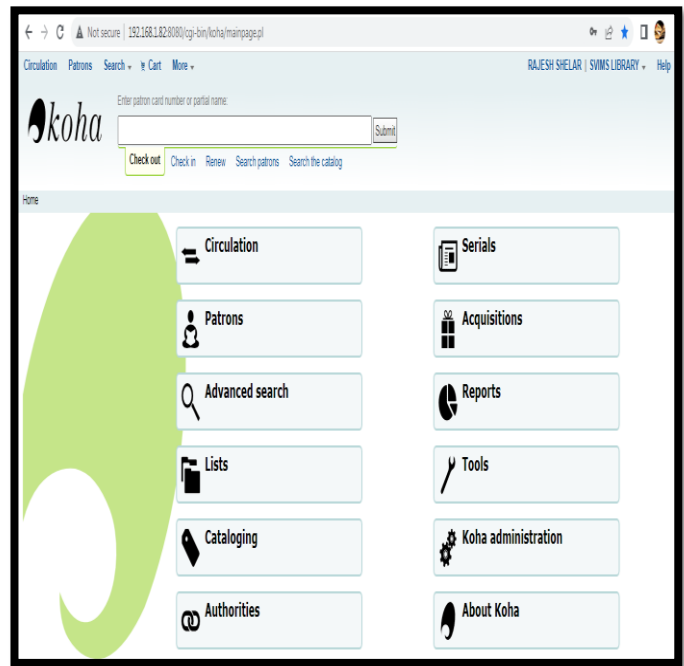 Not secure | 192.168.1.82:8080/cgi-bin/koha/mainpage.pl
Circulation Patrons Search Cart More RAJESH SHELAR | SVIMS LIBRARY Help
Enter patron card number or partial name:
koha
Submit
Check out Check in Renew Search patrons Search the catalog
Home
Circulation Serials
Patrons Acquisitions
Advanced search Reports
Lists Tools
Cataloging Koha administration
Authorities About Koha